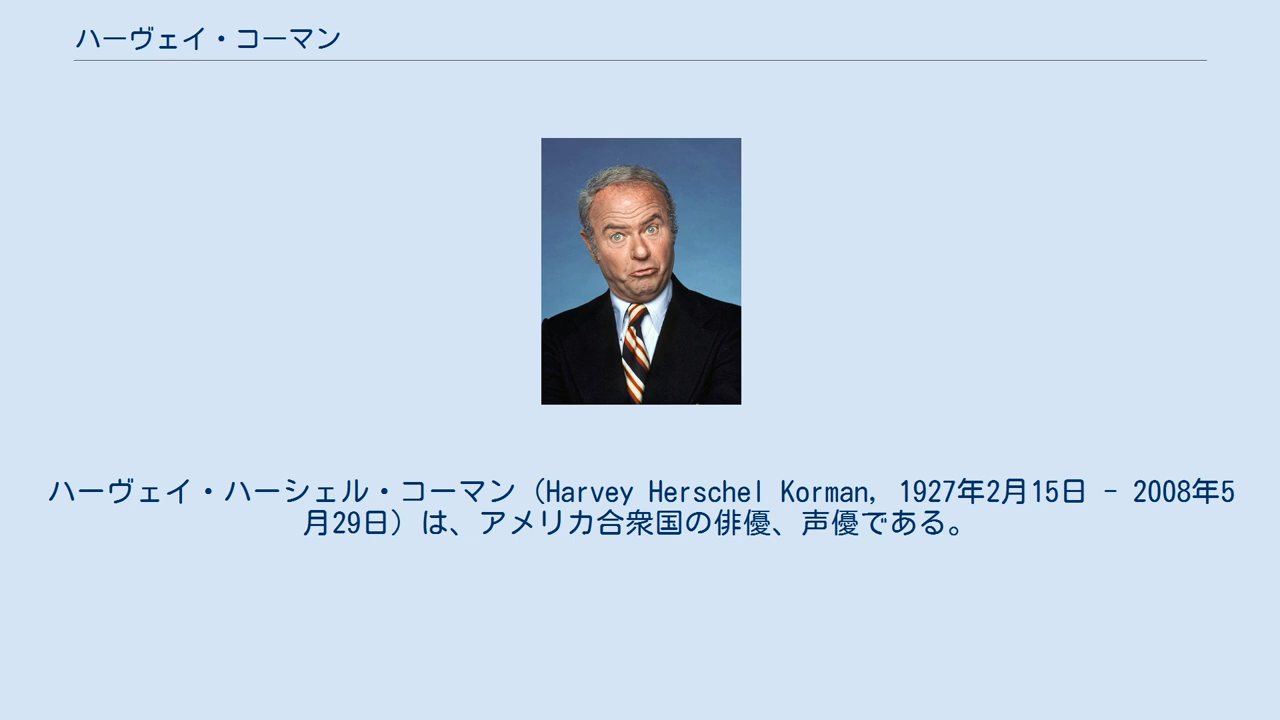 ハーヴェイ・コーマン
ハーヴェイ・ハーシェル・コーマン（Harvey Herschel Korman, 1927年2月15日 - 2008年5
月29日）は、アメリカ合衆国の俳優、声優である。